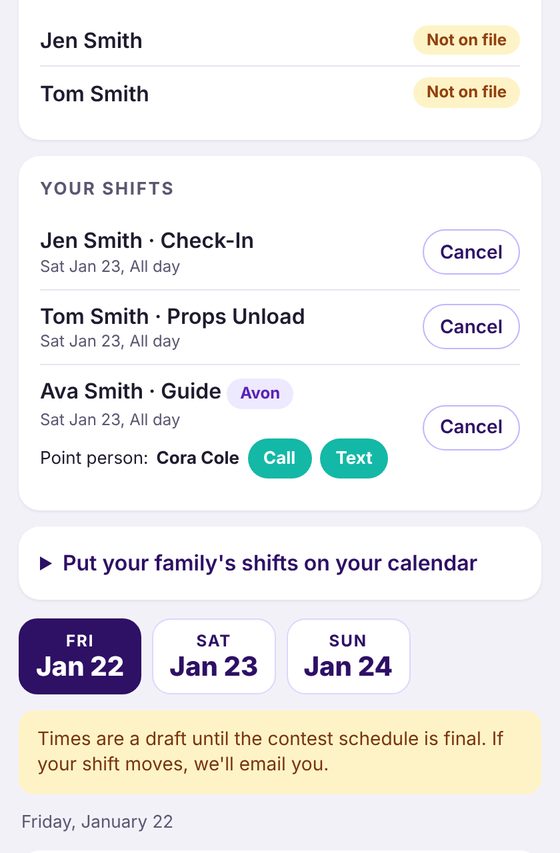 Jen Smith Not on file
Tom Smith Not on file
YOUR SHIFTS
Jen Smith · Check-In
Sat Jan 23, All day
Cancel
Tom Smith · Props Unload
Sat Jan 23, All day
Cancel
Ava Smith · Guide Avon
Sat Jan 23, All day
Point person: Cora Cole Call Text
Cancel
Put your family's shifts on your calendar
FRI
Jan 22
SAT
Jan 23
SUN
Jan 24
Times are a draft until the contest schedule is final. If
your shift moves, we'll email you.
Friday, January 22